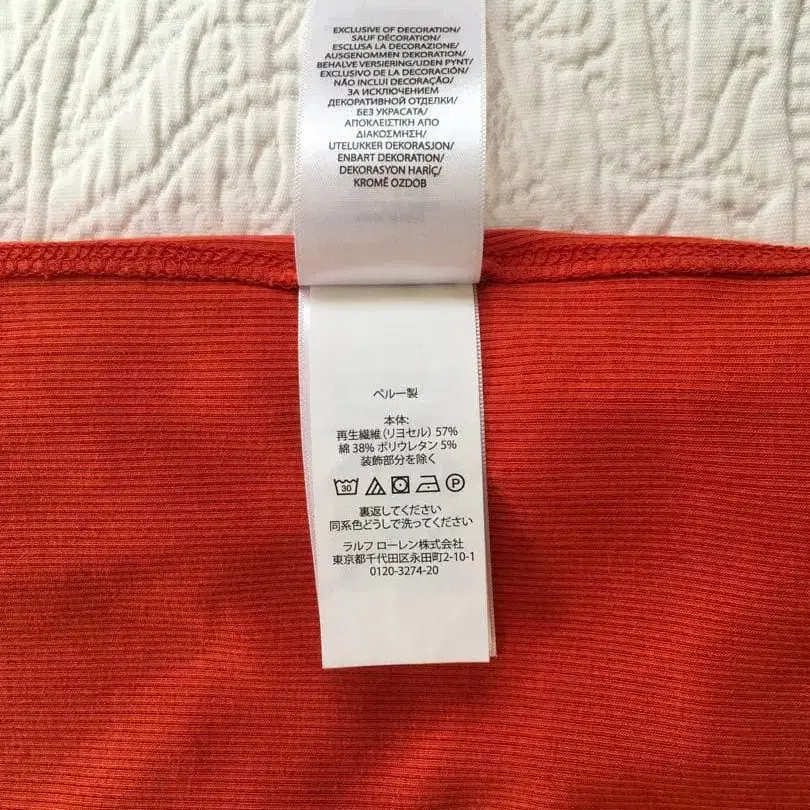 EXCLUSIVE OF DECORATION/
SAUF DÉCORATION/
ESCLUSA LA DECORAZIONE/
AUSGENOMMEN DEKORATION/
BEHALVE VERSIERING/UDEN PYNT/
EXCLUSIVO DE LA DECORACIÓN/
NÃO INCLUI DECORAÇÃO/
ЗА ИСКЛЮЧЕНИЕМ
ДЕКОРАТИВНОЙ ОТДЕЛКИ/
БЕЗ УКРАСАТА/
ΑΠΟΚΛΕΙΣΤΙΚΗ ΑΠΟ
ΔΙΑΚΟΣΜΗΣΗ/
UTELUKKER DEKORASJON/
ENBART DEKORATION/
DEKORASYON HARİÇ/
KROMĚ OZDOB
ペルー製
本体:
再生繊維(リヨセル) 57%
綿 38% ポリウレタン 5%
装飾部分を除く
30 P
裏返してください
同系色どうしで洗ってください
ラルフ ローレン株式会社
東京都千代田区永田町2-10-1
0120-3274-20